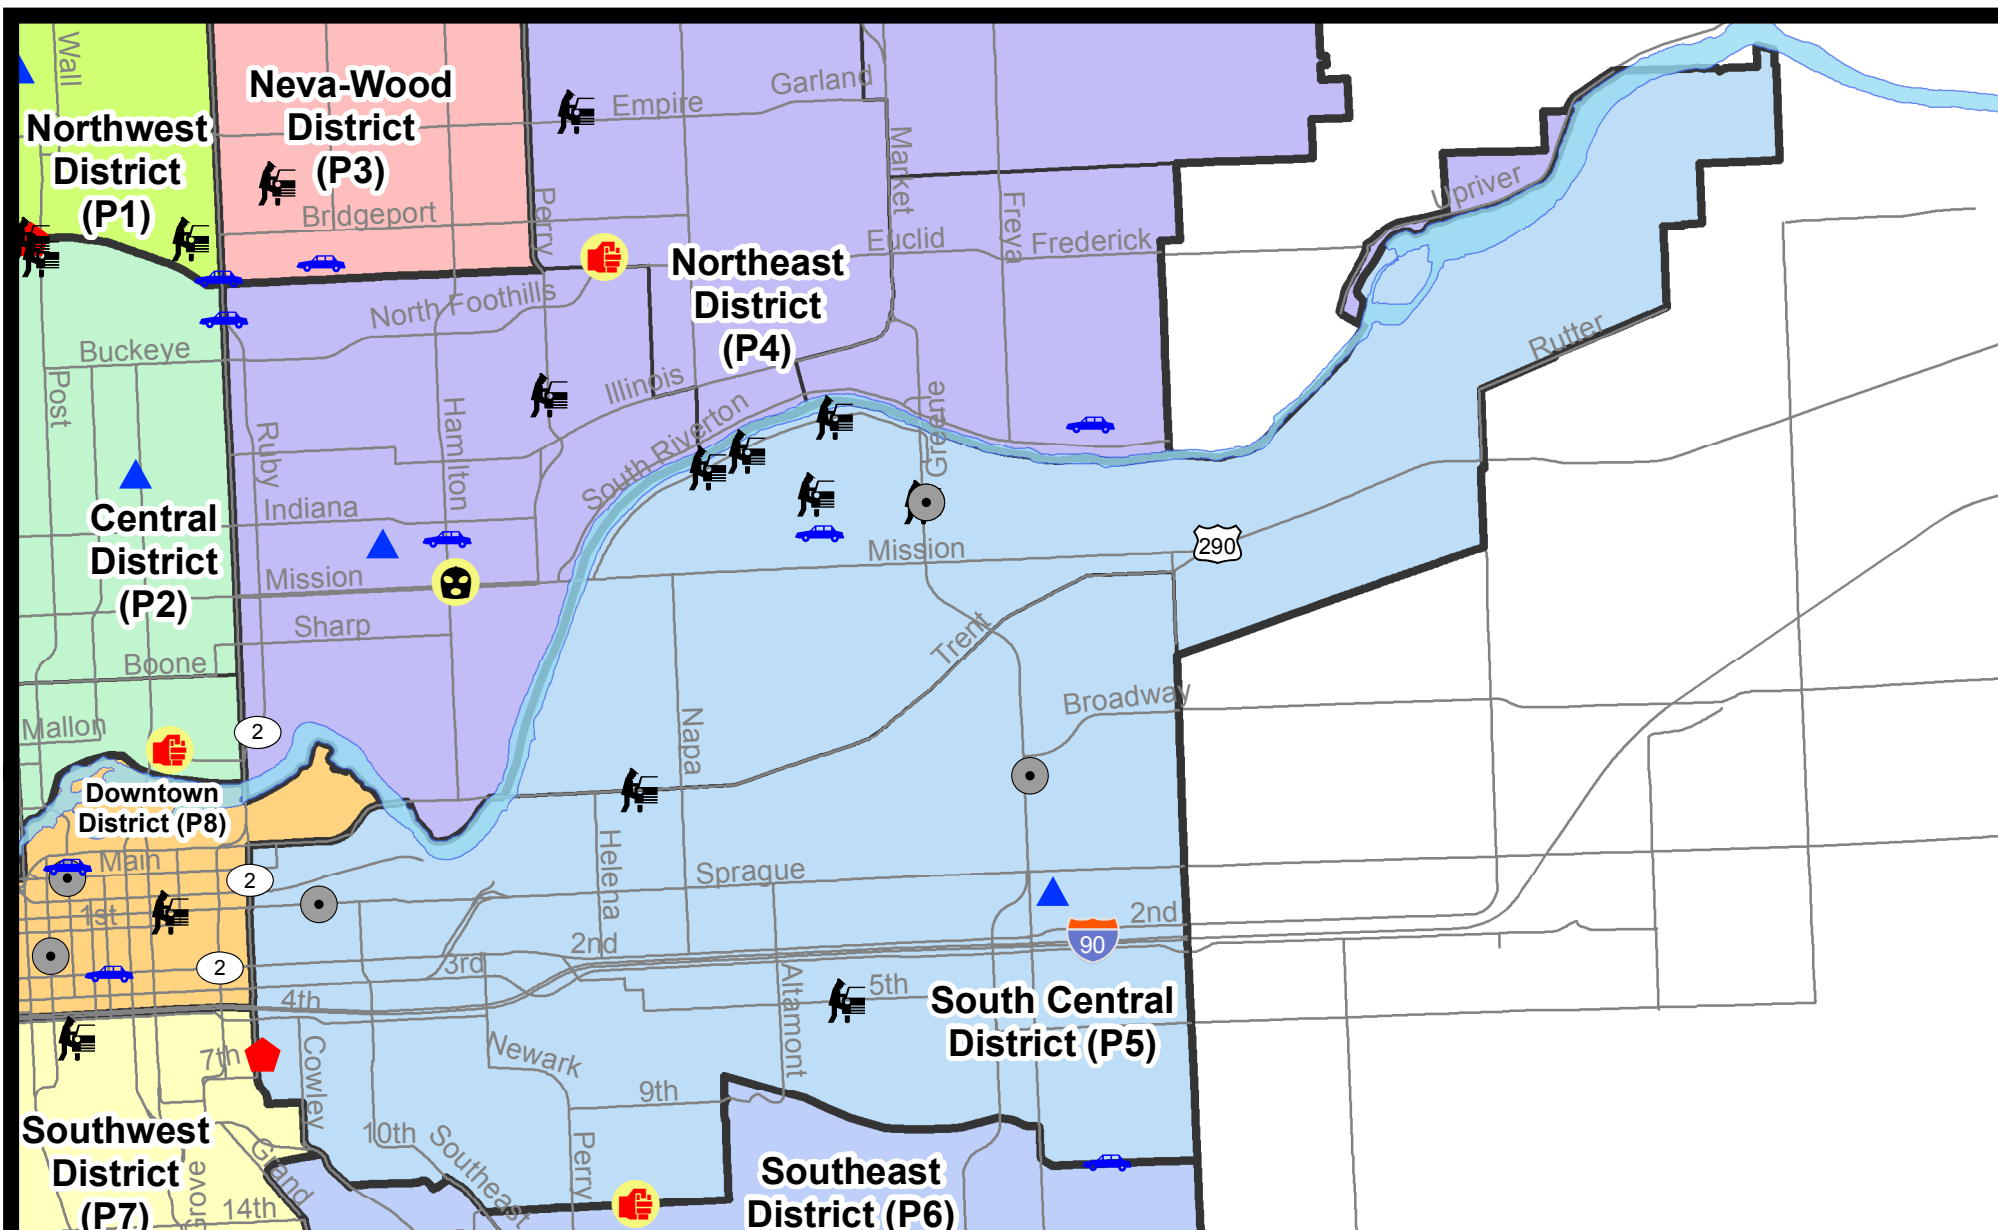 Wall
Neva-Wood
District
(P3)
Garland
Empire
Northwest
District
(P1)
Market
Upriver
Bridgeport
Perry
Freya
Euclid
Frederick
Northeast
District
(P4)
North Foothills
Buckeye
Rutter
Post
Illinois
Greene
Hamilton
Ruby
South Riverton
Indiana
Central
District
(P2)
Mission
290
Mission
Sharp
Trent
Boone
Broadway
Mallon
2
Napa
Downtown
District (P8)
Main
Helena
Sprague
2
1st
2nd
90
2nd
3rd
2
Altamont
5th
4th
South Central
District (P5)
7th
Cowley
Newark
9th
Southwest
District
(P7)
10th
Southeast
Perry
Grand
Grove
14th
Southeast
District (P6)